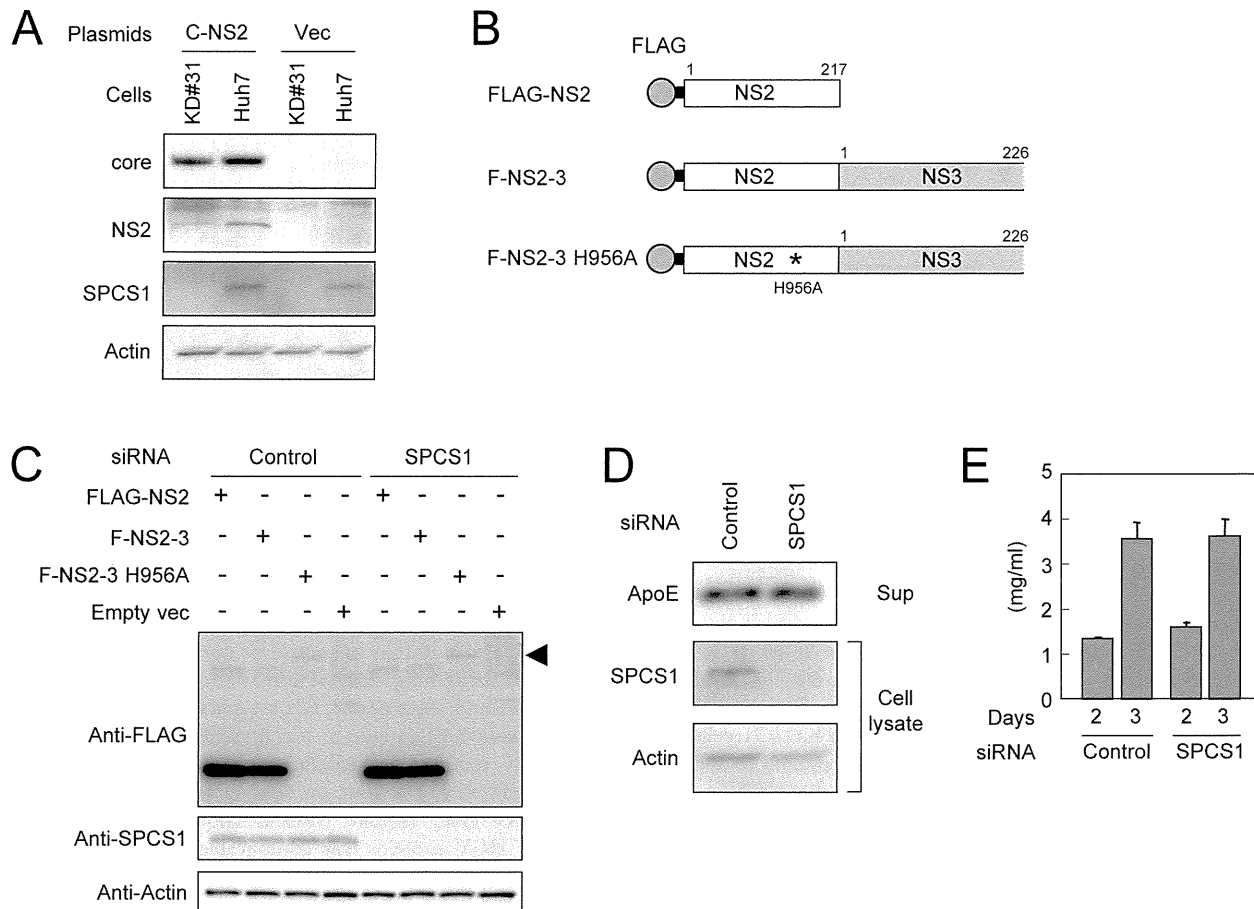 A
Plasmids C-NS2 Vec
Cells KD#31 Huh7 KD#31 Huh7
core
NS2
SPCS1
Actin
B
FLAG
1 217
FLAG-NS2 NS2
1 226
F-NS2-3 NS2 NS3
1 226
F-NS2-3 H956A NS2 * NS3
H956A
C
siRNA Control SPCS1
FLAG-NS2 + - - - + - - -
F-NS2-3 - + - - - + - -
F-NS2-3 H956A - - + - - - + -
Empty vec - - - + - - - +
Anti-FLAG
Anti-SPCS1
Anti-Actin
D
siRNA Control SPCS1
ApoE Sup
SPCS1
Actin
Cell
lysate
E
(mg/ml)
5
4
3
2
1
0
Days 2 3 2 3
siRNA Control SPCS1